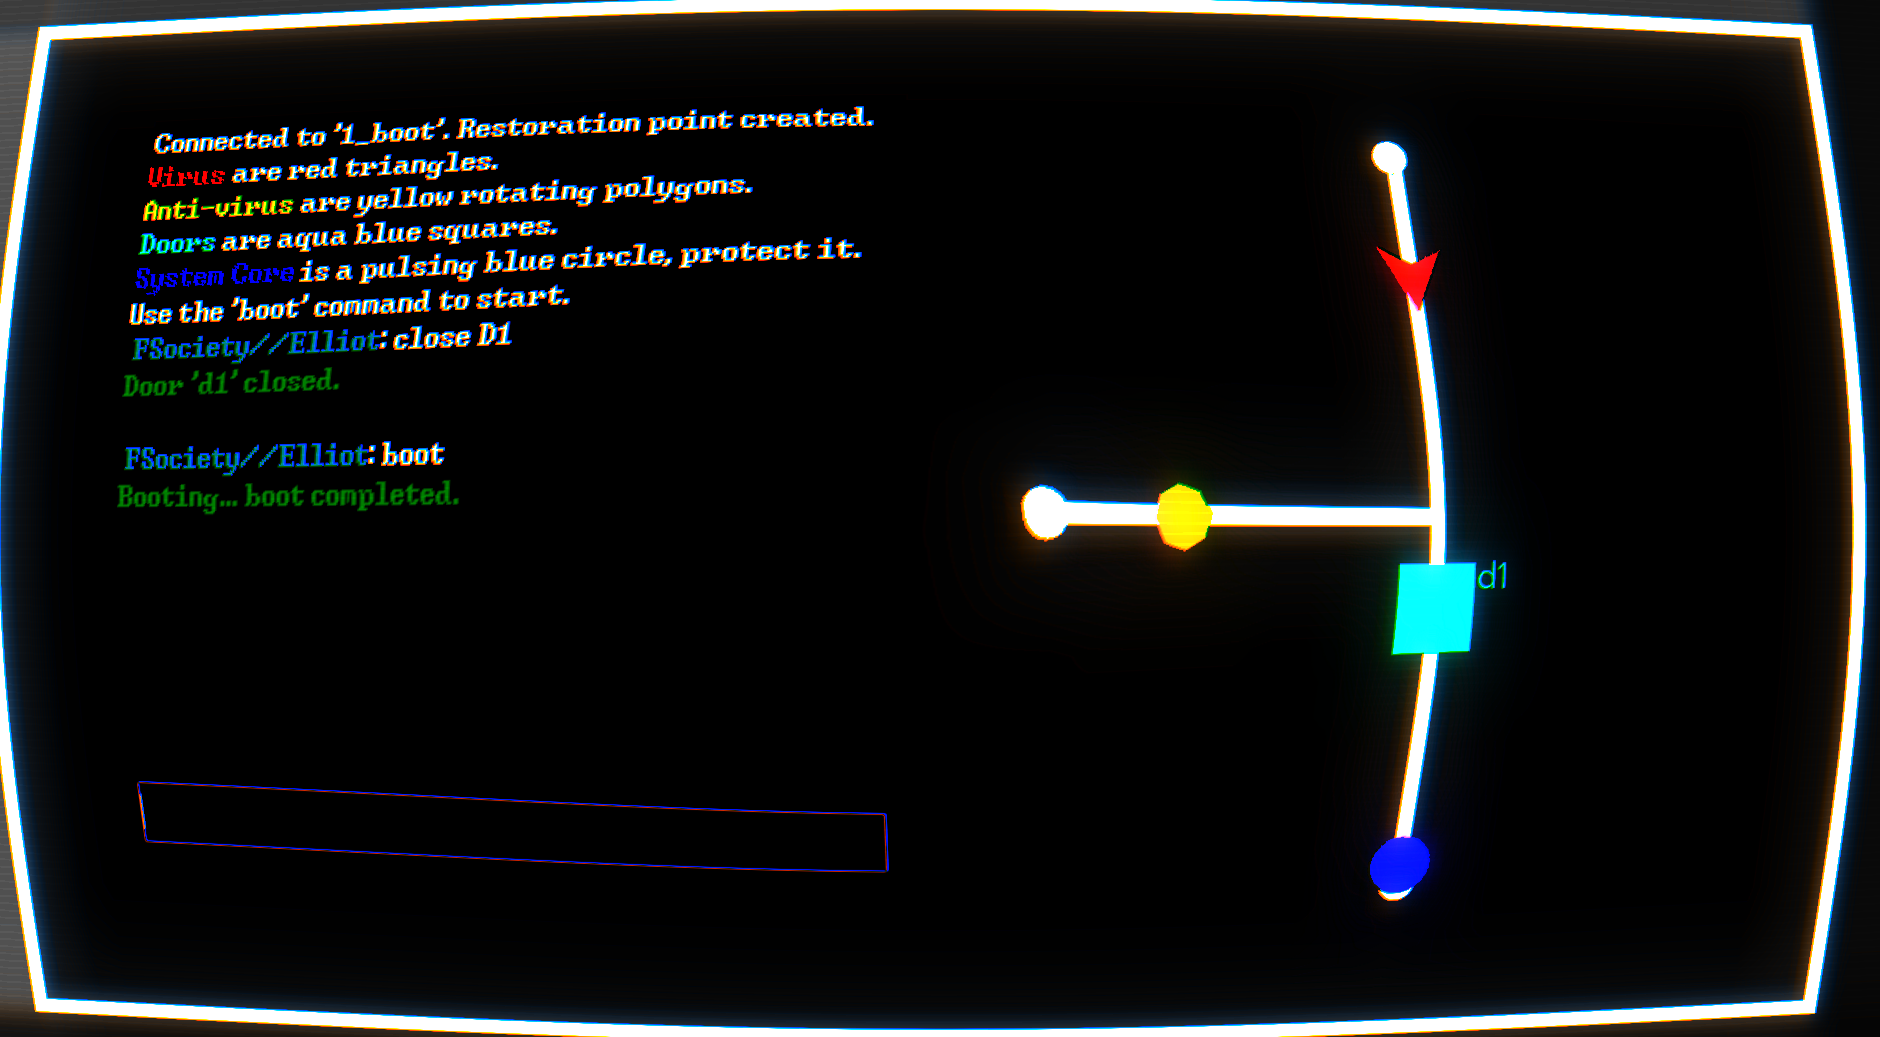 Connected to '1_boot'. Restoration point created.
Virus are red triangles.
Anti-virus are yellow rotating polygons.
Doors are aqua blue squares.
System Core is a pulsing blue circle, protect it.
Use the 'boot' command to start.
FSociety//Elliot: close D1
Door 'd1' closed.
FSociety//Elliot: boot
Booting... boot completed.
d1